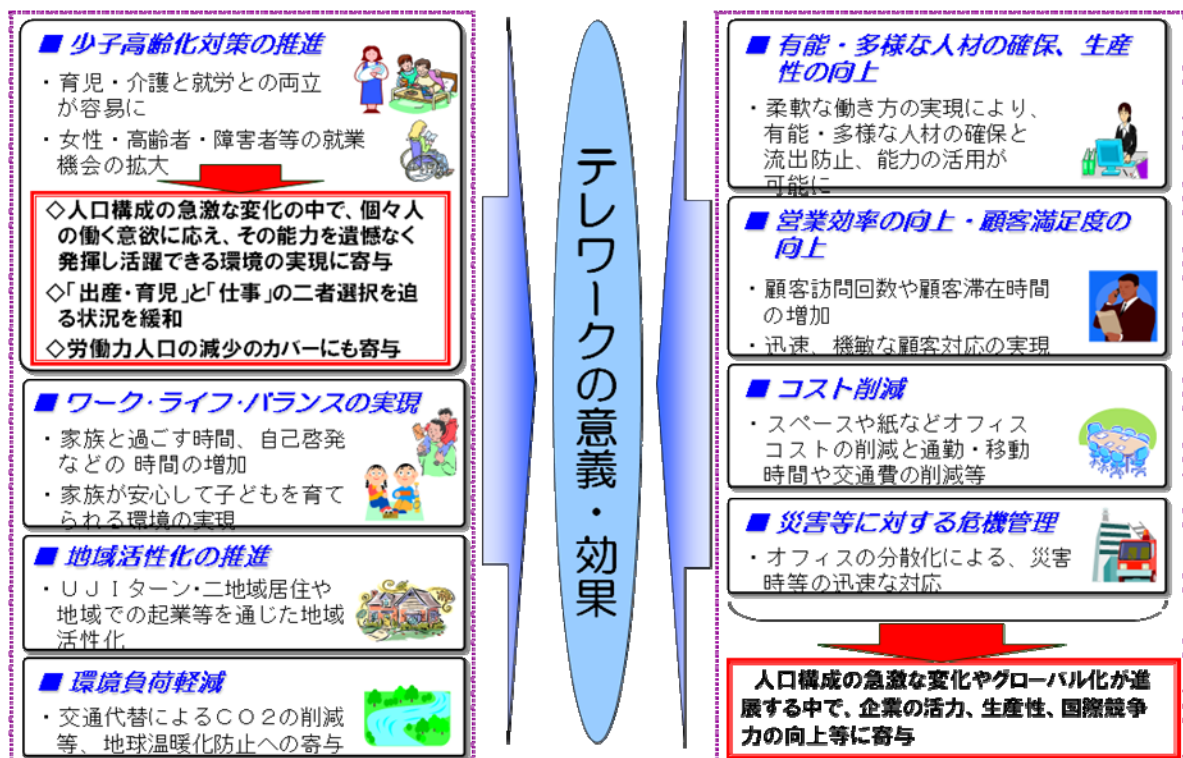 ■ 少子高齢化対策の推進
・ 育児・介護と就労との両立
が容易に
・ 女性・高齢者・障害者等の就業
機会の拡大
◇人口構成の急激な変化の中で、個々人
の働く意欲に応え、その能力を遺憾なく
発揮し活躍できる環境の実現に寄与
◇「出産・育児」と「仕事」の二者選択を迫
る状況を緩和
◇労働力人口の減少のカバーにも寄与
■ ワーク・ライフ・バランスの実現
・ 家族と過ごす時間、自己啓発
などの 時間の増加
・ 家族が安心して子どもを育て
られる環境の実現
■ 地域活性化の推進
・ ＵＪＩターン・二地域居住や
地域での起業等を通じた地域
活性化
■ 環境負荷軽減
・ 交通代替によるＣＯ２の削減
等、地球温暖化防止への寄与
テレワークの意義・効果
■ 有能・多様な人材の確保、生産
性の向上
・ 柔軟な働き方の実現により、
有能・多様な人材の確保と
流出防止、能力の活用が
可能に
■ 営業効率の向上・顧客満足度の
向上
・ 顧客訪問回数や顧客滞在時間
の増加
・ 迅速、機敏な顧客対応の実現
■ コスト削減
・ スペースや紙などオフィス
コストの削減と通勤・移動
時間や交通費の削減等
■ 災害等に対する危機管理
・ オフィスの分散化による、災害
時等の迅速な対応
人口構成の急激な変化やグローバル化が進
展する中で、企業の活力、生産性、国際競争
力の向上等に寄与